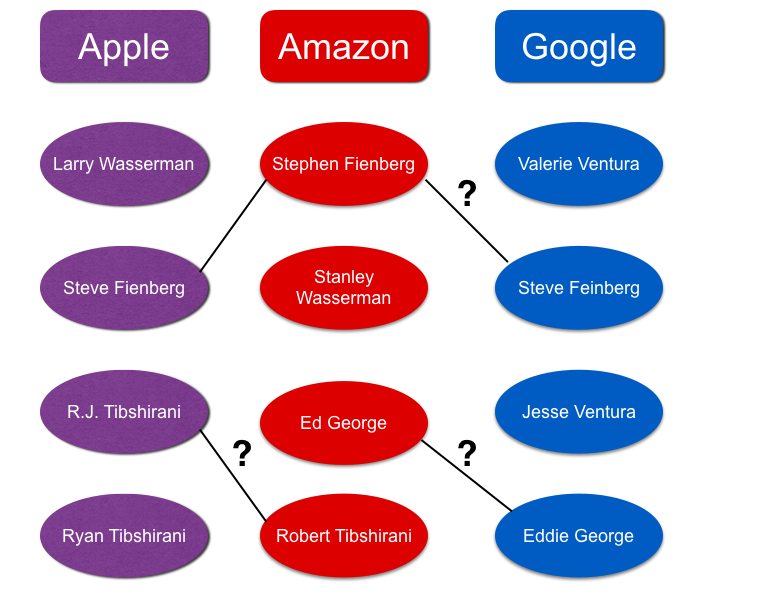 Apple
Amazon
Google
Larry Wasserman
Stephen Fienberg
Valerie Ventura
?
Steve Fienberg
Stanley
Wasserman
Steve Feinberg
R.J. Tibshirani
Ed George
Jesse Ventura
?
?
Ryan Tibshirani
Robert Tibshirani
Eddie George